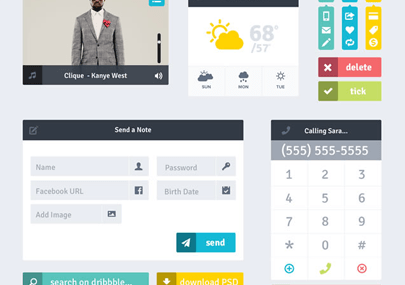 68°
/57°
Clique - Kanye West
SUN
MON
TUE
delete
tick
Send a Note
Name
Password
Facebook URL
Birth Date
Add Image
send
Calling Sara...
(555) 555-5555
1 2 3
4 5 6
7 8 9
* 0 #
search on dribbble...
download PSD